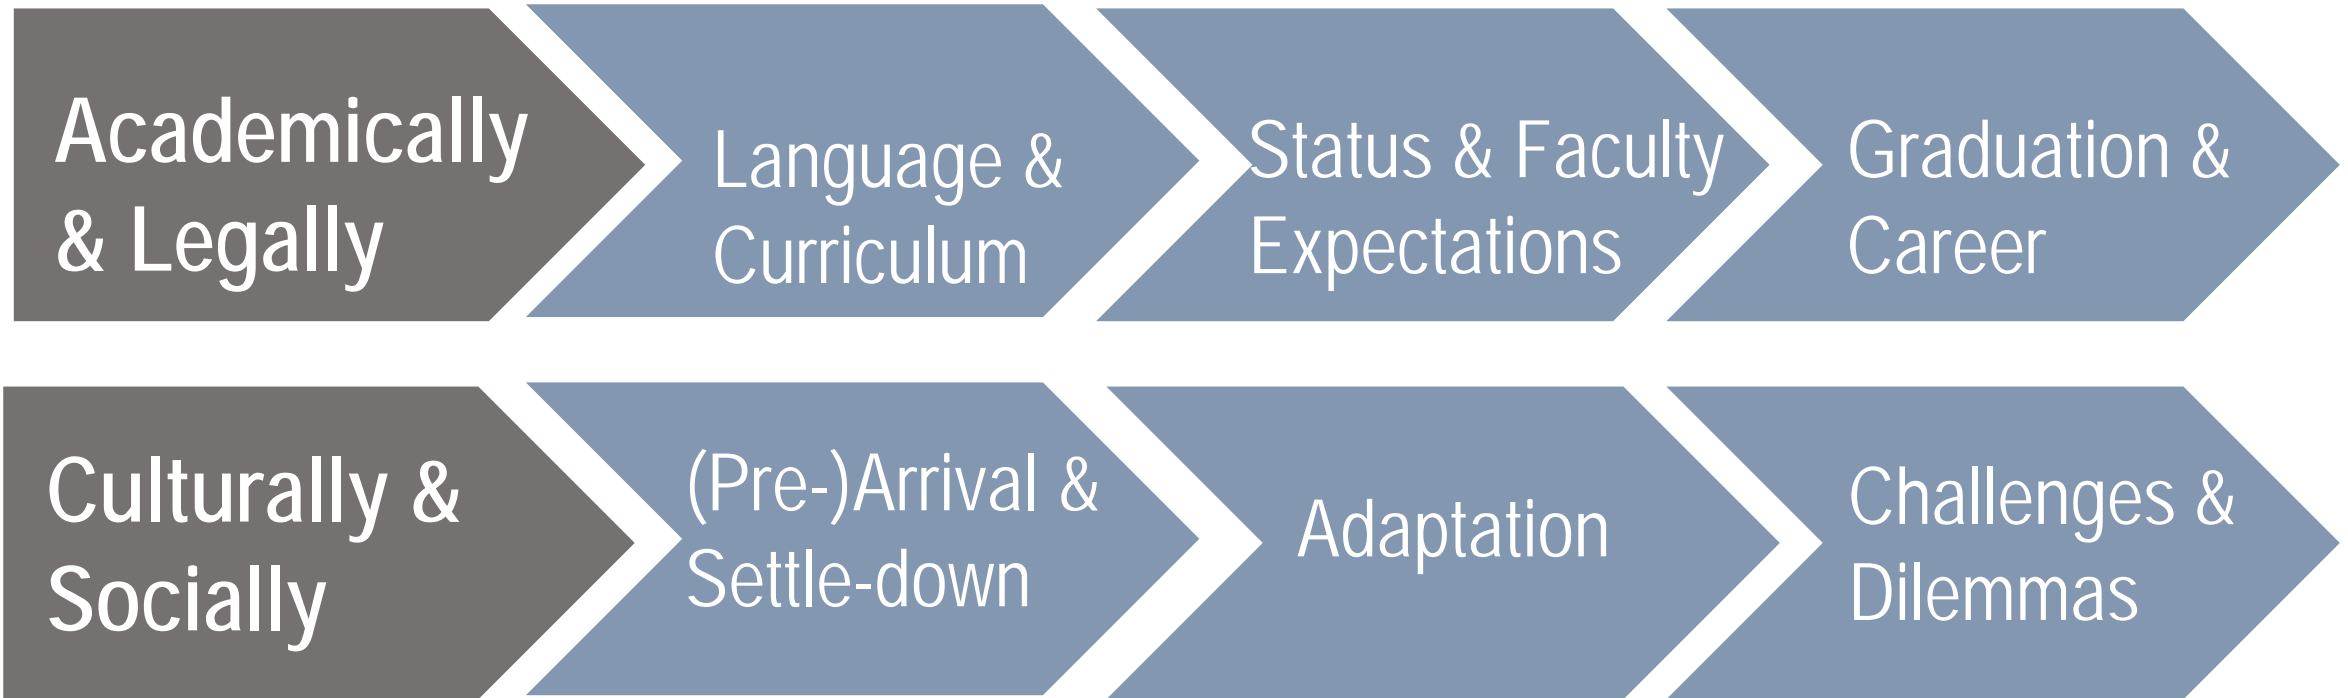 Academically
& Legally
Language &
Curriculum
Status & Faculty
Expectations
Graduation &
Career
Culturally &
Socially
(Pre-)Arrival &
Settle-down
Adaptation
Challenges &
Dilemmas